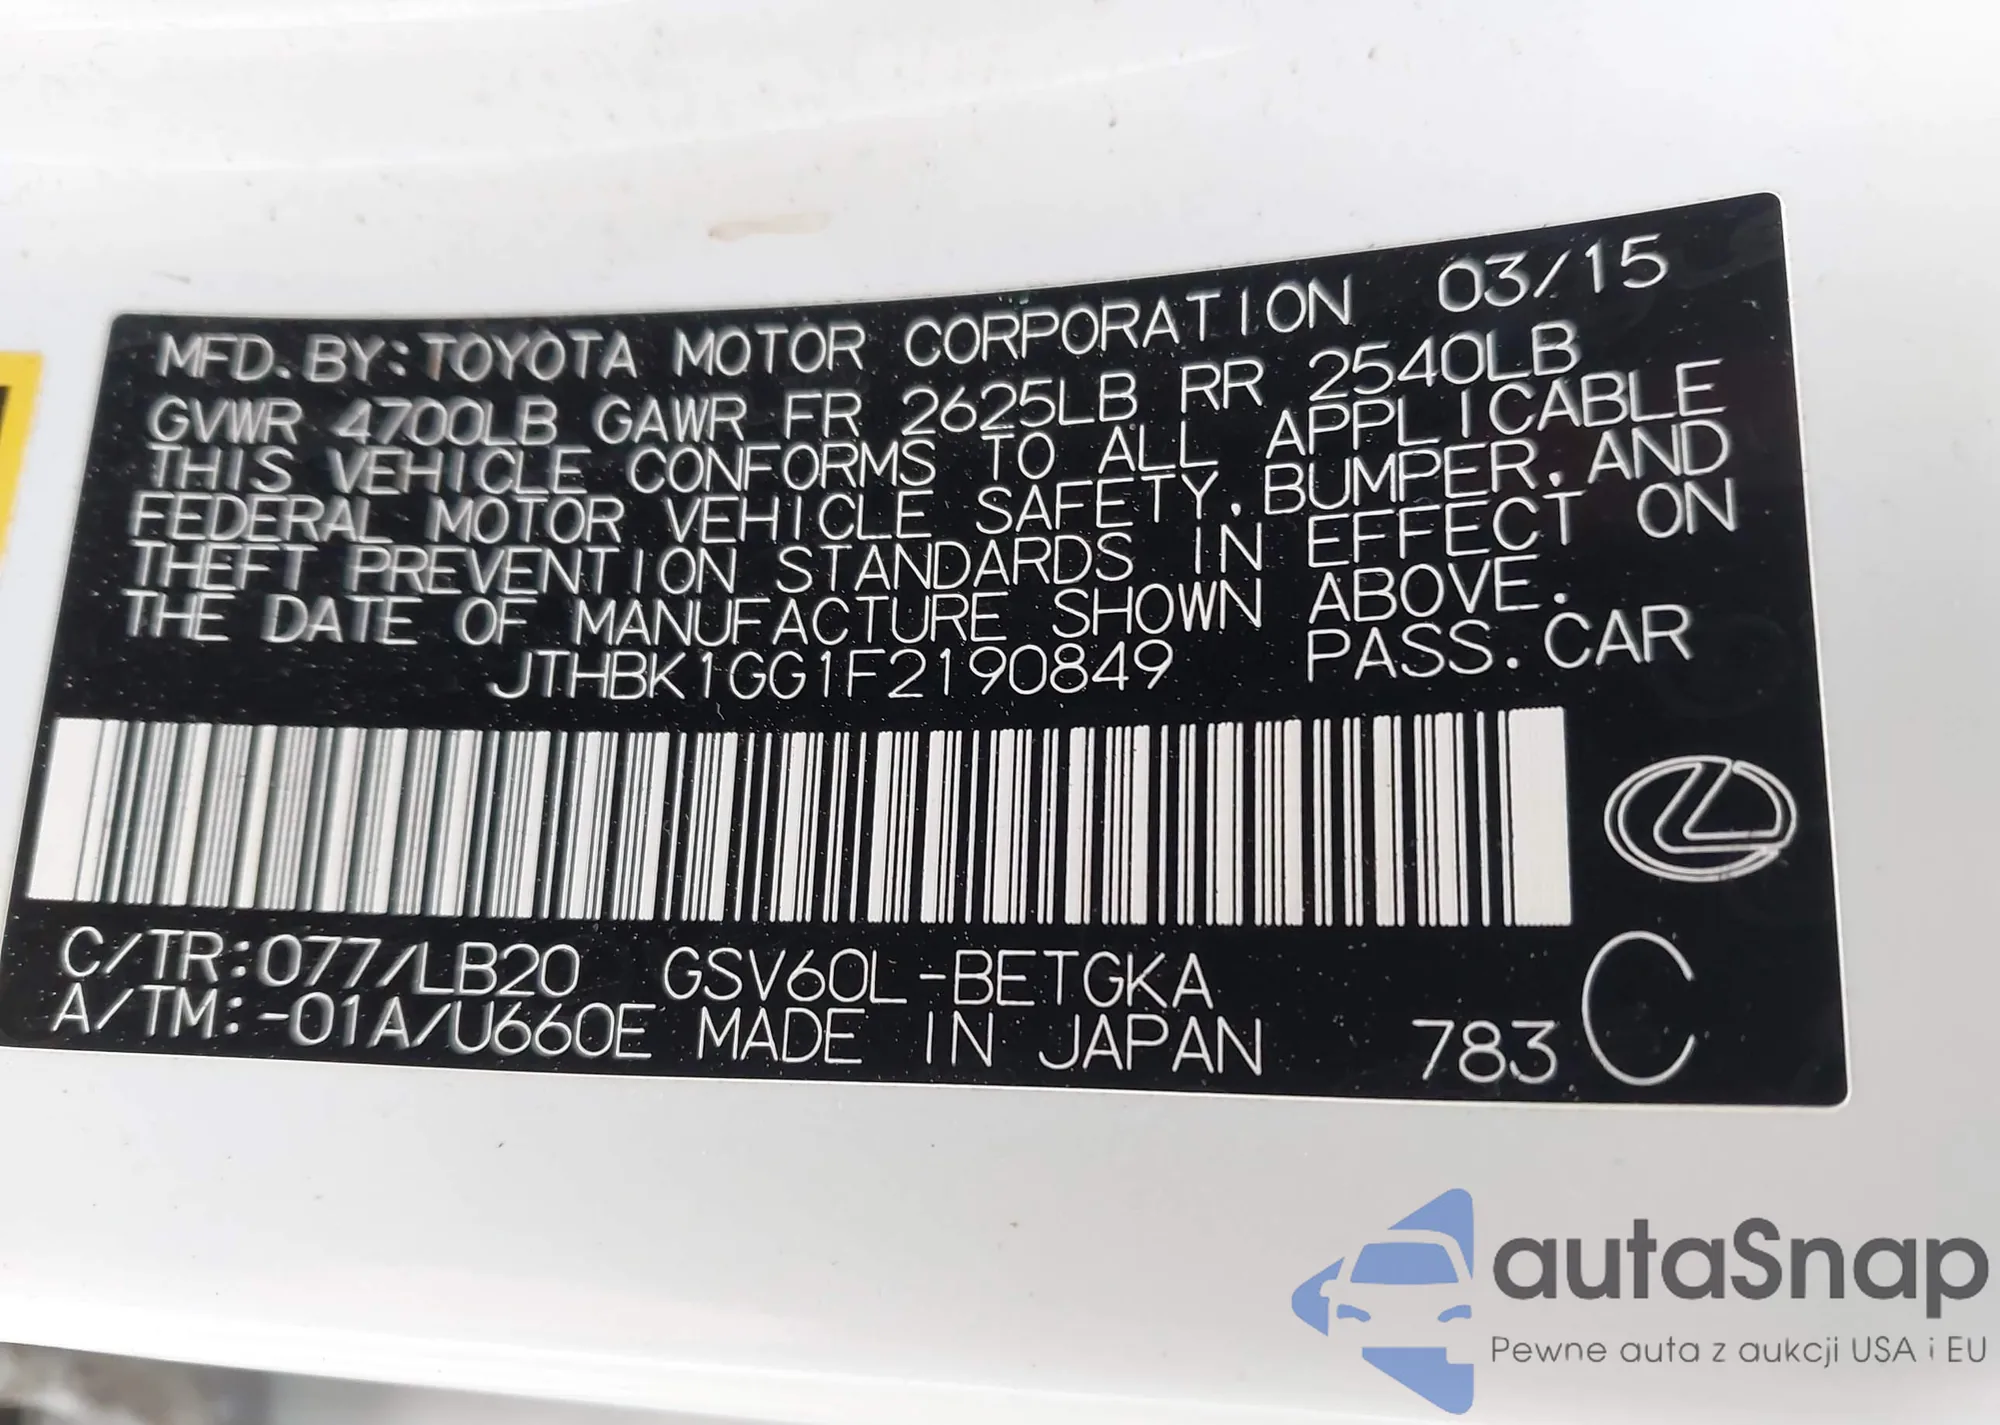 MFD. BY: TOYOTA MOTOR CORPORATION 03/15
GVWR 4700LB GAWR FR 2625LB RR 2540LB
THIS VEHICLE CONFORMS TO ALL APPLICABLE
FEDERAL MOTOR VEHICLE SAFETY, BUMPER, AND
THEFT PREVENTION STANDARDS IN EFFECT ON
THE DATE OF MANUFACTURE SHOWN ABOVE.
JTHBK1GG1F2190849 PASS. CAR
C/TR:077/LB20 GSV60L-BETGKA
A/TM:-01A/U660E MADE IN JAPAN 783 C
autaSnap
Pewne auta z aukcji USA i EU